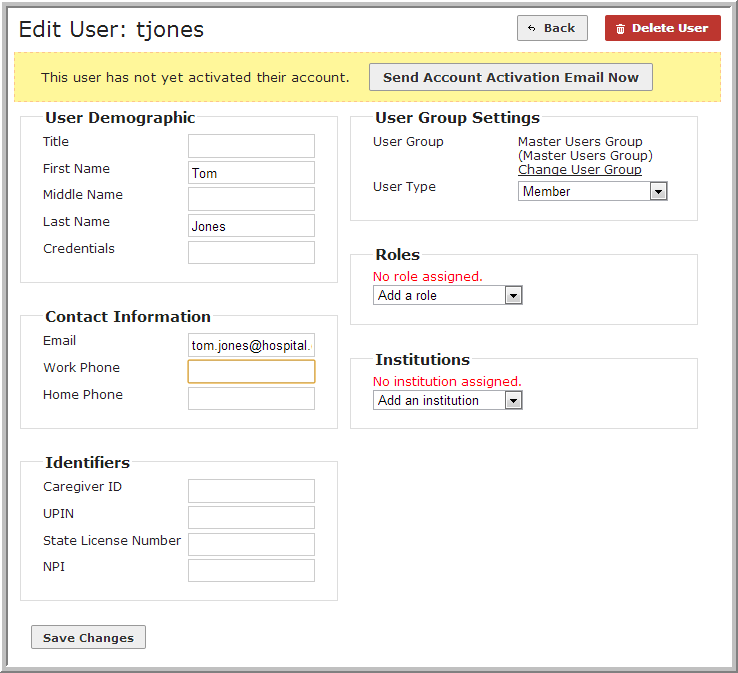 Edit User: tjones
Back
Delete User
This user has not yet activated their account.
Send Account Activation Email Now
User Demographic
Title
First Name
Tom
Middle Name
Last Name
Jones
Credentials
Contact Information
Email
tom.jones@hospital.
Work Phone
Home Phone
Identifiers
Caregiver ID
UPIN
State License Number
NPI
Save Changes
User Group Settings
User Group
Master Users Group
(Master Users Group)
Change User Group
User Type
Member
Roles
No role assigned.
Add a role
Institutions
No institution assigned.
Add an institution